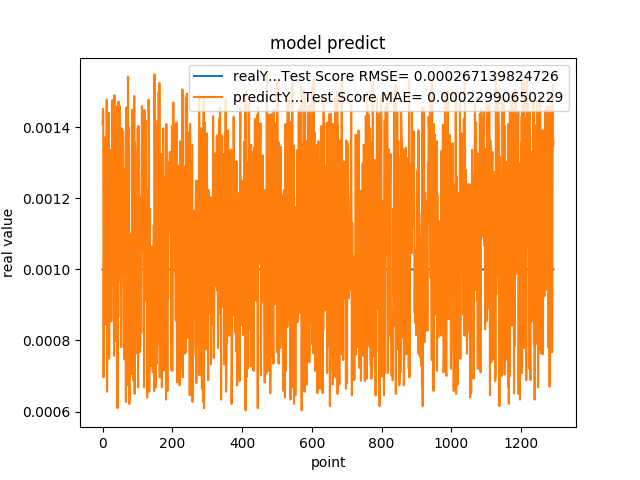 model predict
realY...Test Score RMSE= 0.000267139824726
predictY...Test Score MAE= 0.00022990650229
0.0014
0.0012
0.0010
0.0008
0.0006
real value
0 200 400 600 800 1000 1200
point